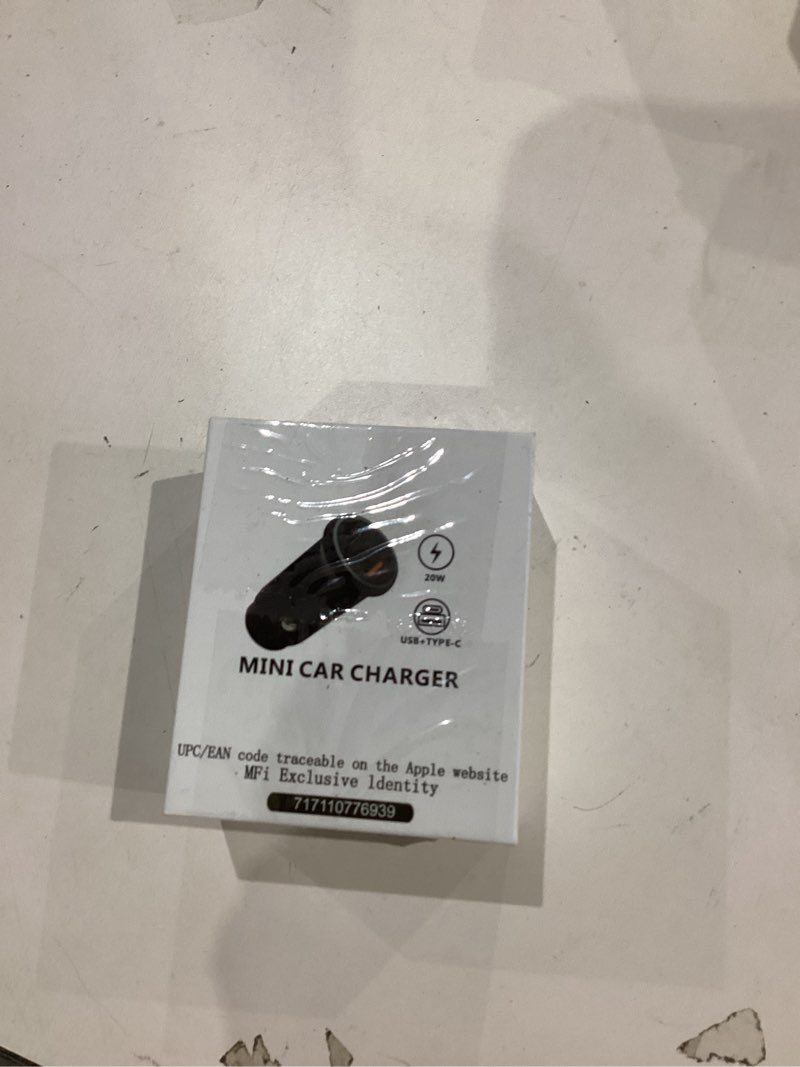 20W
USB+TYPE-C
MINI CAR CHARGER
UPC/EAN code traceable on the Apple website
MFi Exclusive ldentity
717110776939